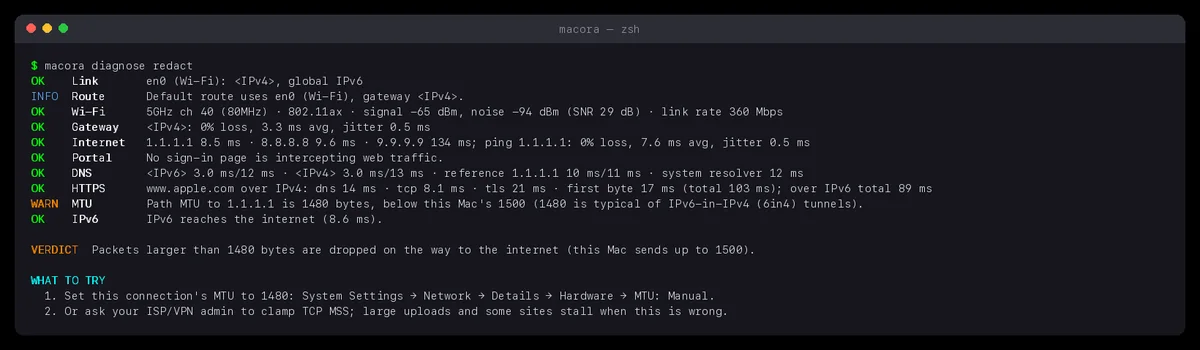 macora — zsh
$ macora diagnose redact
OK Link en0 (Wi-Fi): <IPv4>, global IPv6
INFO Route Default route uses en0 (Wi-Fi), gateway <IPv4>.
OK Wi-Fi 5GHz ch 40 (80MHz) · 802.11ax · signal -65 dBm, noise -94 dBm (SNR 29 dB) · link rate 360 Mbps
OK Gateway <IPv4>: 0% loss, 3.3 ms avg, jitter 0.5 ms
OK Internet 1.1.1.1 8.5 ms · 8.8.8.8 9.6 ms · 9.9.9.9 134 ms; ping 1.1.1.1: 0% loss, 7.6 ms avg, jitter 0.5 ms
OK Portal No sign-in page is intercepting web traffic.
OK DNS <IPv6> 3.0 ms/12 ms · <IPv4> 3.0 ms/13 ms · reference 1.1.1.1 10 ms/11 ms · system resolver 12 ms
OK HTTPS www.apple.com over IPv4: dns 14 ms · tcp 8.1 ms · tls 21 ms · first byte 17 ms (total 103 ms); over IPv6 total 89 ms
WARN MTU Path MTU to 1.1.1.1 is 1480 bytes, below this Mac's 1500 (1480 is typical of IPv6-in-IPv4 (6in4) tunnels).
OK IPv6 IPv6 reaches the internet (8.6 ms).
VERDICT Packets larger than 1480 bytes are dropped on the way to the internet (this Mac sends up to 1500).
WHAT TO TRY
1. Set this connection's MTU to 1480: System Settings → Network → Details → Hardware → MTU: Manual.
2. Or ask your ISP/VPN admin to clamp TCP MSS; large uploads and some sites stall when this is wrong.